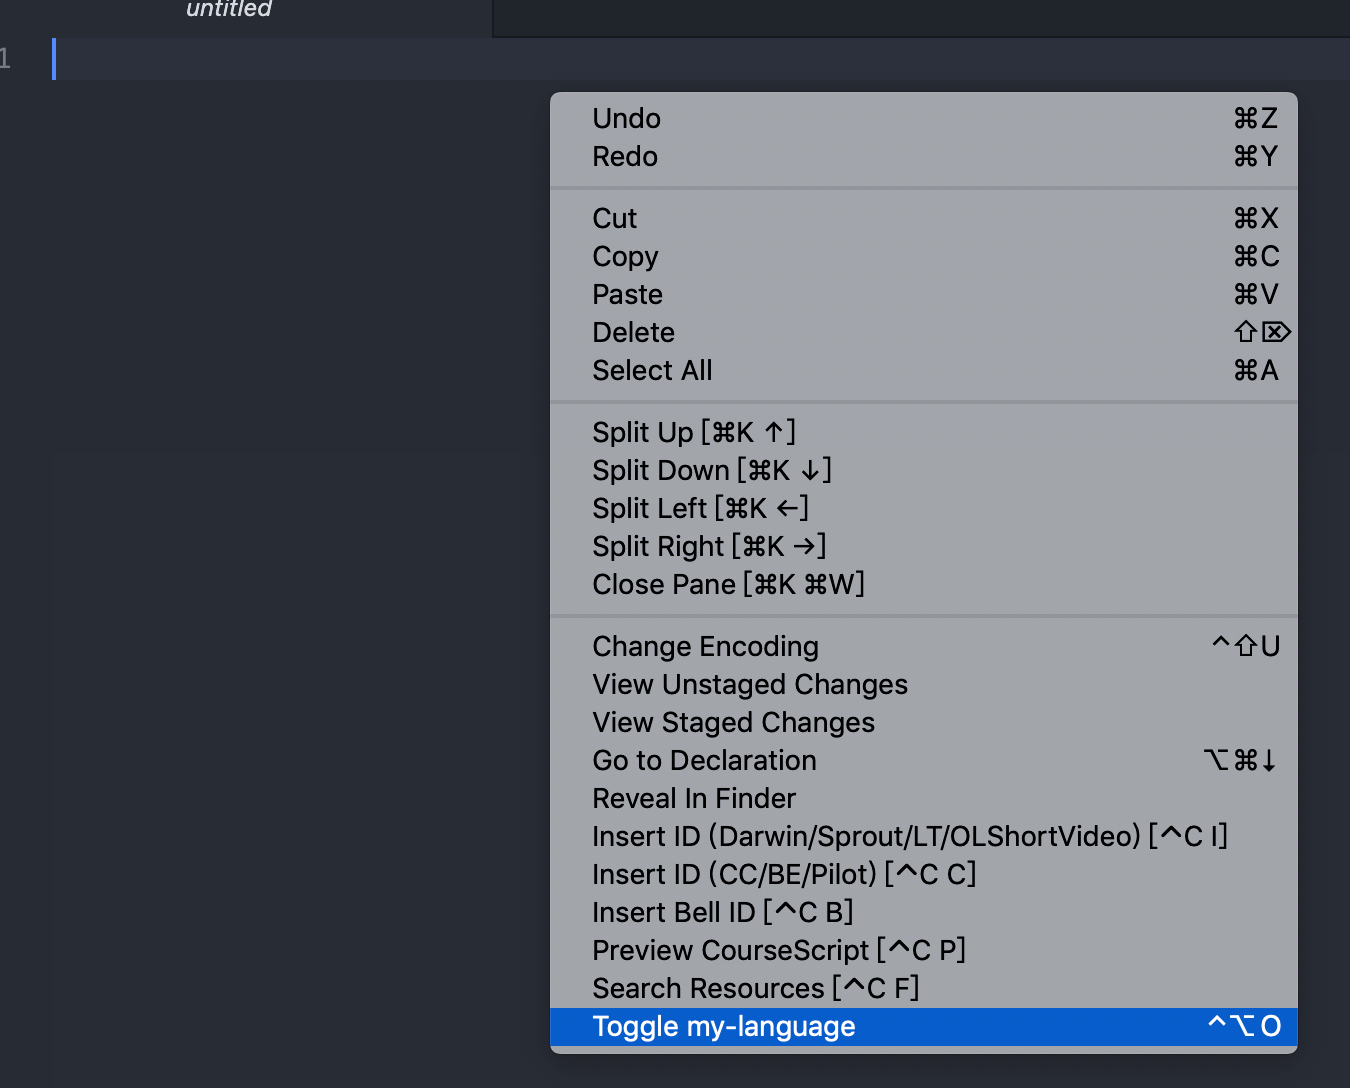 untitled
1
Undo ⌘Z
Redo ⌘Y
Cut ⌘X
Copy ⌘C
Paste ⌘V
Delete ⇧⌦
Select All ⌘A
Split Up [⌘K ↑]
Split Down [⌘K ↓]
Split Left [⌘K ←]
Split Right [⌘K →]
Close Pane [⌘K ⌘W]
Change Encoding ^⇧U
View Unstaged Changes
View Staged Changes
Go to Declaration ⌥⌘↓
Reveal In Finder
Insert ID (Darwin/Sprout/LT/OLShortVideo) [^C I]
Insert ID (CC/BE/Pilot) [^C C]
Insert Bell ID [^C B]
Preview CourseScript [^C P]
Search Resources [^C F]
Toggle my-language ^⌥O